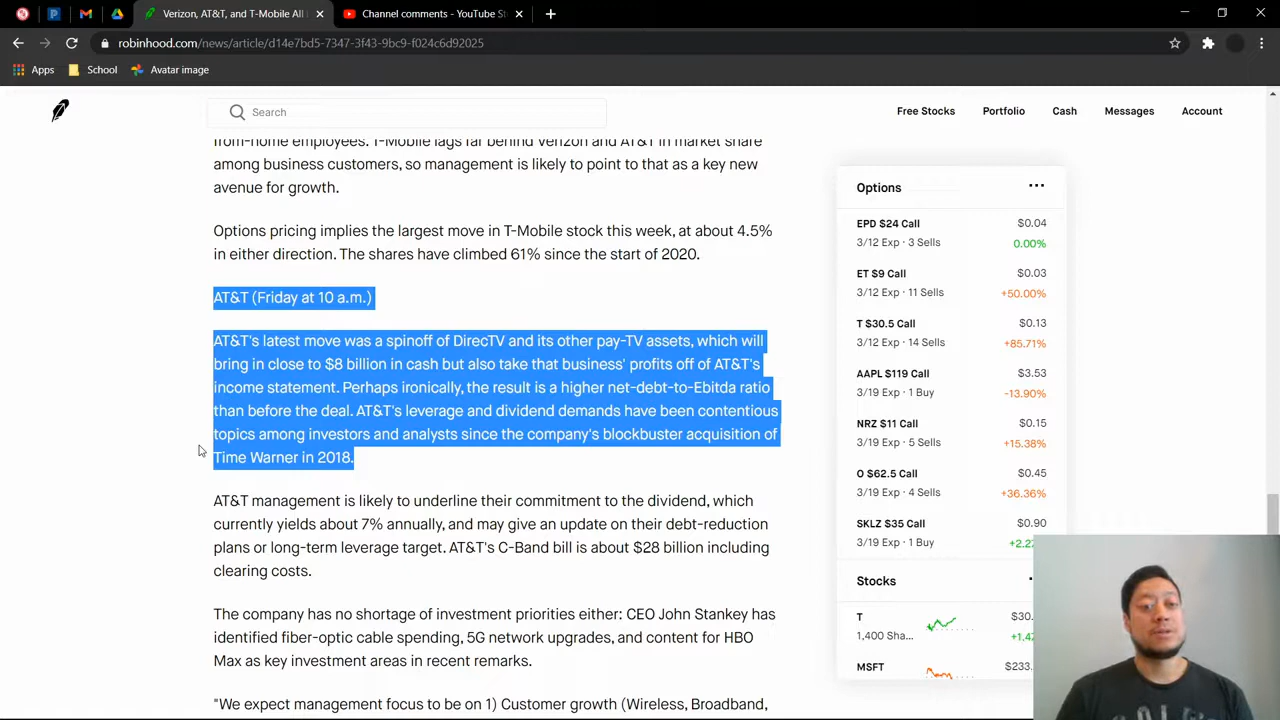 Verizon, AT&T, and T-Mobile All
Channel comments - YouTube St
robinhood.com/news/article/d14e7bd5-7347-3f43-9bc9-f024c6d92025
Apps
School
Avatar image
Search
Free Stocks
Portfolio
Cash
Messages
Account
from-home employees. T-Mobile lags far behind Verizon and AT&T in market share
among business customers, so management is likely to point to that as a key new
avenue for growth.
Options pricing implies the largest move in T-Mobile stock this week, at about 4.5%
in either direction. The shares have climbed 61% since the start of 2020.
AT&T (Friday at 10 a.m.)
AT&T's latest move was a spinoff of DirecTV and its other pay-TV assets, which will
bring in close to $8 billion in cash but also take that business' profits off of AT&T's
income statement. Perhaps ironically, the result is a higher net-debt-to-Ebitda ratio
than before the deal. AT&T's leverage and dividend demands have been contentious
topics among investors and analysts since the company's blockbuster acquisition of
Time Warner in 2018.
AT&T management is likely to underline their commitment to the dividend, which
currently yields about 7% annually, and may give an update on their debt-reduction
plans or long-term leverage target. AT&T's C-Band bill is about $28 billion including
clearing costs.
The company has no shortage of investment priorities either: CEO John Stankey has
identified fiber-optic cable spending, 5G network upgrades, and content for HBO
Max as key investment areas in recent remarks.
"We expect management focus to be on 1) Customer growth (Wireless, Broadband,
Options
EPD $24 Call $0.04
3/12 Exp · 3 Sells 0.00%
ET $9 Call $0.03
3/12 Exp · 11 Sells +50.00%
T $30.5 Call $0.13
3/12 Exp · 14 Sells +85.71%
AAPL $119 Call $3.53
3/19 Exp · 1 Buy -13.90%
NRZ $11 Call $0.15
3/19 Exp · 5 Sells +15.38%
O $62.5 Call $0.45
3/19 Exp · 4 Sells +36.36%
SKLZ $35 Call $0.90
3/19 Exp · 1 Buy +2.27
Stocks
T $30.
1,400 Sha... +1.4
MSFT $233.